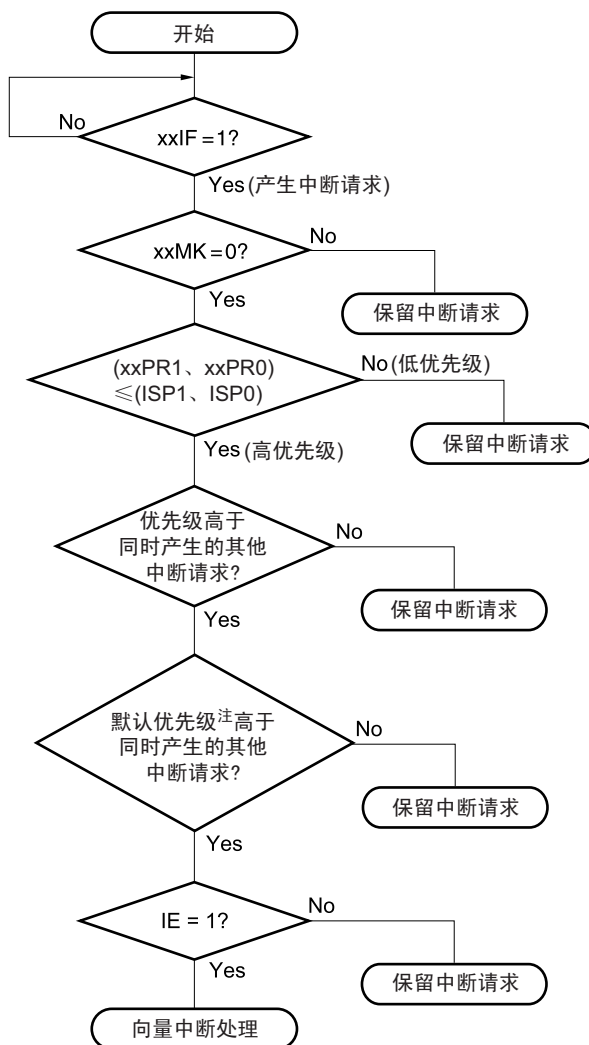 开始
No
xxIF=1?
Yes(产生中断请求)
xxMK=0?
No
保留中断请求
Yes
(xxPR1、xxPR0)
≤(ISP1、ISP0)
No(低优先级)
保留中断请求
Yes(高优先级)
优先级高于
同时产生的其他
中断请求?
No
保留中断请求
Yes
默认优先级注高于
同时产生的其他
中断请求?
No
保留中断请求
Yes
IE = 1?
No
保留中断请求
Yes
向量中断处理